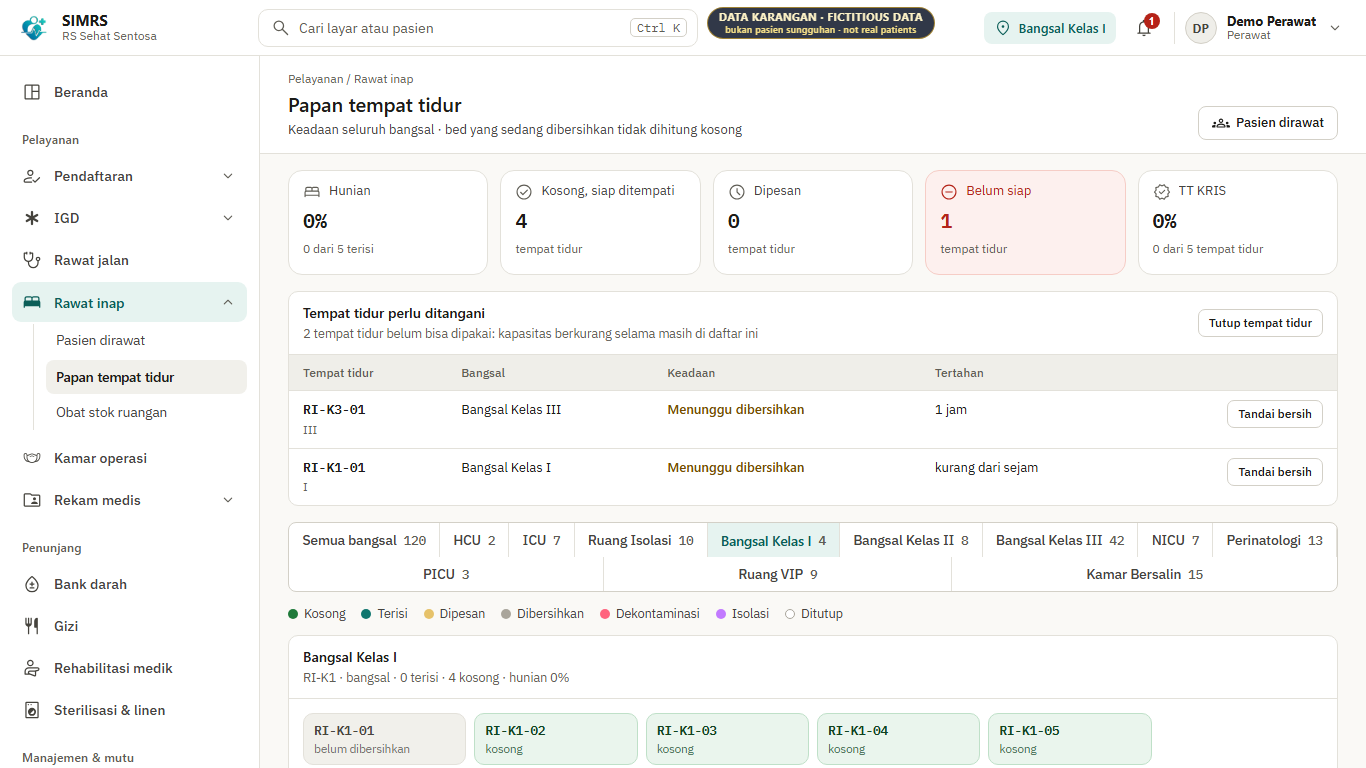 SIMRS
RS Sehat Sentosa
Cari layar atau pasien
Ctrl K
DATA KARANGAN · FICTITIOUS DATA
bukan pasien sungguhan · not real patients
Bangsal Kelas I
1
DP
Demo Perawat
Perawat
Beranda
Pelayanan
Pendaftaran
IGD
Rawat jalan
Rawat inap
Pasien dirawat
Papan tempat tidur
Obat stok ruangan
Kamar operasi
Rekam medis
Penunjang
Bank darah
Gizi
Rehabilitasi medik
Sterilisasi & linen
Manajemen & mutu
Pelayanan / Rawat inap
Papan tempat tidur
Keadaan seluruh bangsal · bed yang sedang dibersihkan tidak dihitung kosong
Pasien dirawat
Hunian
0%
0 dari 5 terisi
Kosong, siap ditempati
4
tempat tidur
Dipesan
0
tempat tidur
Belum siap
1
tempat tidur
TT KRIS
0%
0 dari 5 tempat tidur
Tempat tidur perlu ditangani
2 tempat tidur belum bisa dipakai: kapasitas berkurang selama masih di daftar ini
Tutup tempat tidur
Tempat tidur Bangsal Keadaan Tertahan
RI-K3-01 Bangsal Kelas III Menunggu dibersihkan 1 jam Tandai bersih
III
RI-K1-01 Bangsal Kelas I Menunggu dibersihkan kurang dari sejam Tandai bersih
I
Semua bangsal 120 HCU 2 ICU 7 Ruang Isolasi 10 Bangsal Kelas I 4 Bangsal Kelas II 8 Bangsal Kelas III 42 NICU 7 Perinatologi 13
PICU 3 Ruang VIP 9 Kamar Bersalin 15
Kosong Terisi Dipesan Dibersihkan Dekontaminasi Isolasi Ditutup
Bangsal Kelas I
RI-K1 · bangsal · 0 terisi · 4 kosong · hunian 0%
RI-K1-01 RI-K1-02 RI-K1-03 RI-K1-04 RI-K1-05
belum dibersihkan kosong kosong kosong kosong